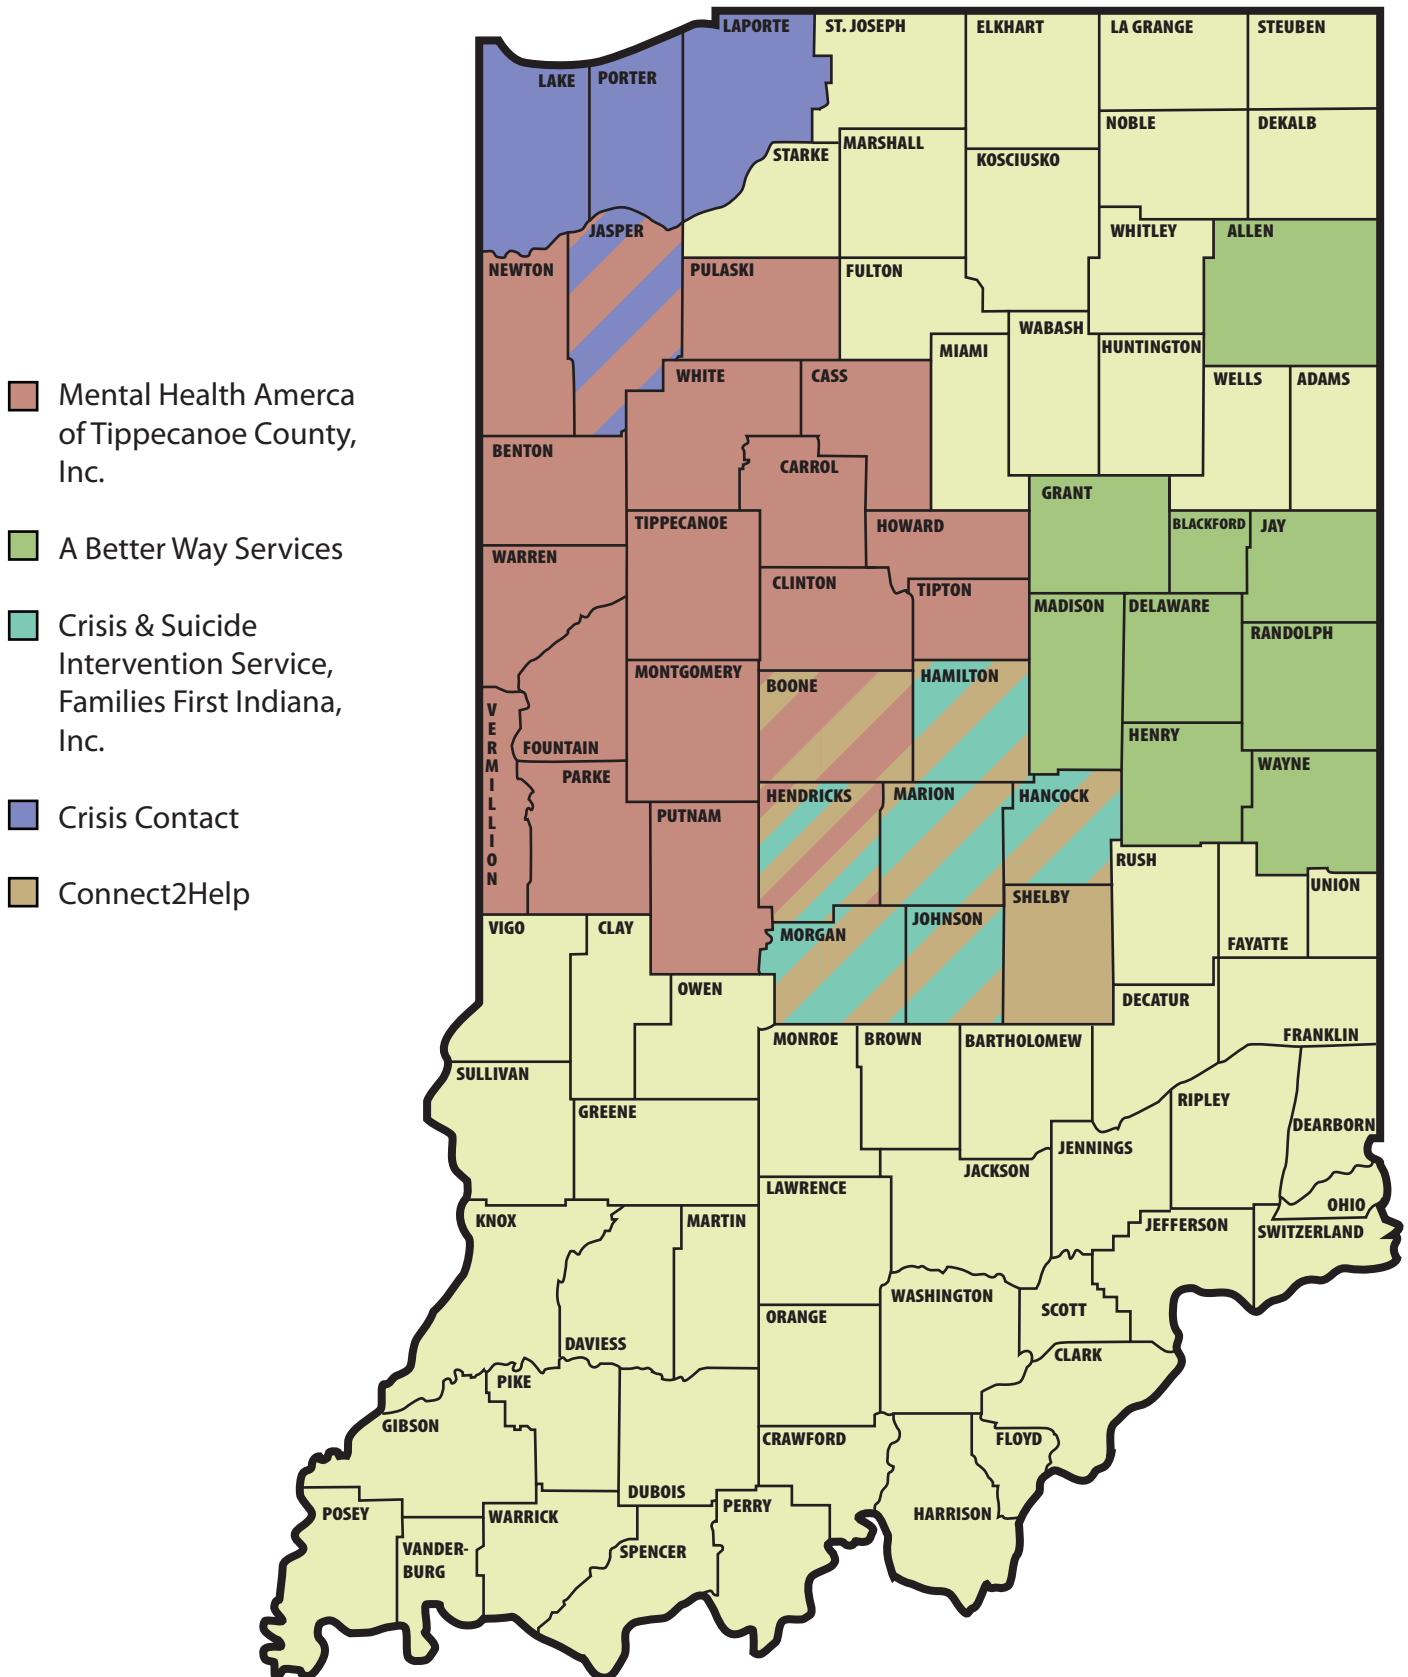 LAPORTE
ST. JOSEPH
ELKHART
LA GRANGE
STEUBEN
LAKE
PORTER
NOBLE
DEKALB
STARKE
MARSHALL
KOSCIUSKO
JASPER
WHITLEY
ALLEN
NEWTON
PULASKI
FULTON
WABASH
MIAMI
HUNTINGTON
WHITE
CASS
WELLS
ADAMS
Mental Health Amerca
of Tippecanoe County,
Inc.
A Better Way Services
Crisis & Suicide
Intervention Service,
Families First Indiana,
Inc.
Crisis Contact
Connect2Help
BENTON
CARROL
GRANT
TIPPECANOE
HOWARD
BLACKFORD
JAY
WARREN
CLINTON
TIPTON
MADISON
DELAWARE
RANDOLPH
MONTGOMERY
BOONE
HAMILTON
VERMILLION
FOUNTAIN
HENRY
PARKE
WAYNE
HENDRICKS
MARION
HANCOCK
PUTNAM
RUSH
UNION
SHELBY
VIGO
CLAY
MORGAN
JOHNSON
FAYATTE
OWEN
DECATUR
MONROE
BROWN
BARTHOLOMEW
FRANKLIN
SULLIVAN
GREENE
RIPLEY
DEARBORN
JENNINGS
JACKSON
LAWRENCE
OHIO
KNOX
MARTIN
JEFFERSON
SWITZERLAND
WASHINGTON
SCOTT
ORANGE
DAVIESS
CLARK
PIKE
GIBSON
CRAWFORD
FLOYD
DUBOIS
PERRY
POSEY
WARRICK
HARRISON
VANDER-
BURG
SPENCER